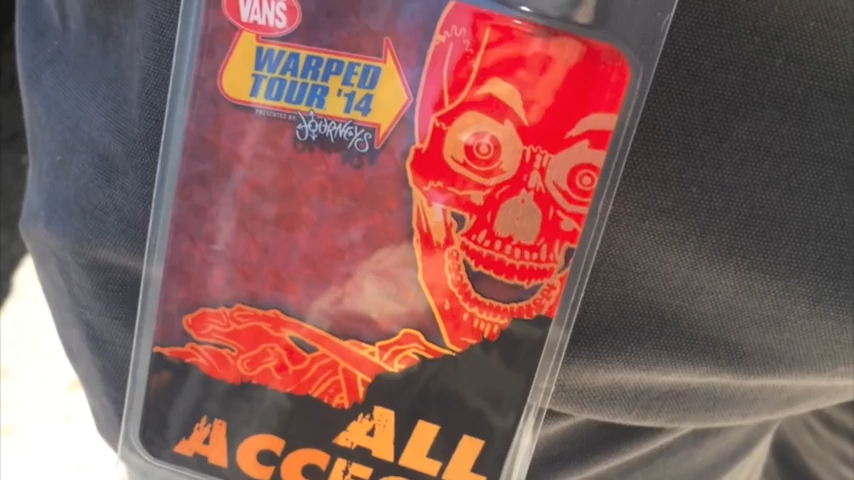 VANS
WARPED
TOUR '14
PRESENTED BY
JOURNEYS
ALL